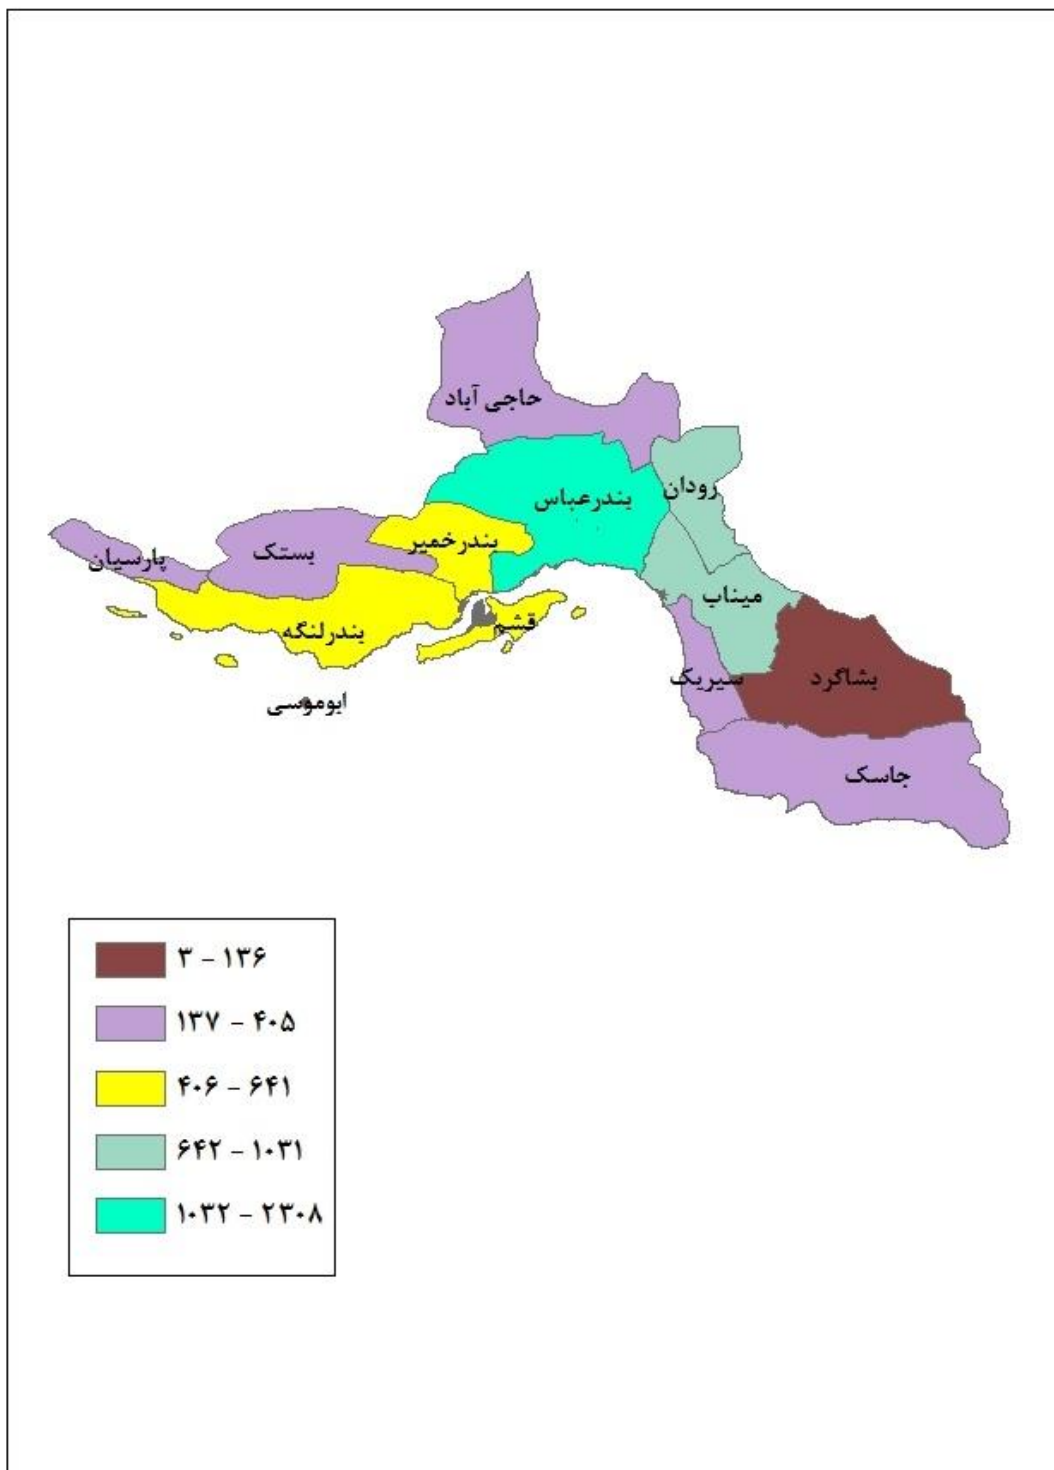 حاجی آباد
رودان
بندرعباس
بندرخمیر
بستک
پارسیان
میناب
قشم
بندرلنگه
بشاگرد
سیریک
ابوموسی
جاسک
۳ - ۱۳۶
۱۳۷ - ۴۰۵
۴۰۶ - ۶۴۱
۶۴۲ - ۱۰۳۱
۱۰۳۲ - ۲۳۰۸